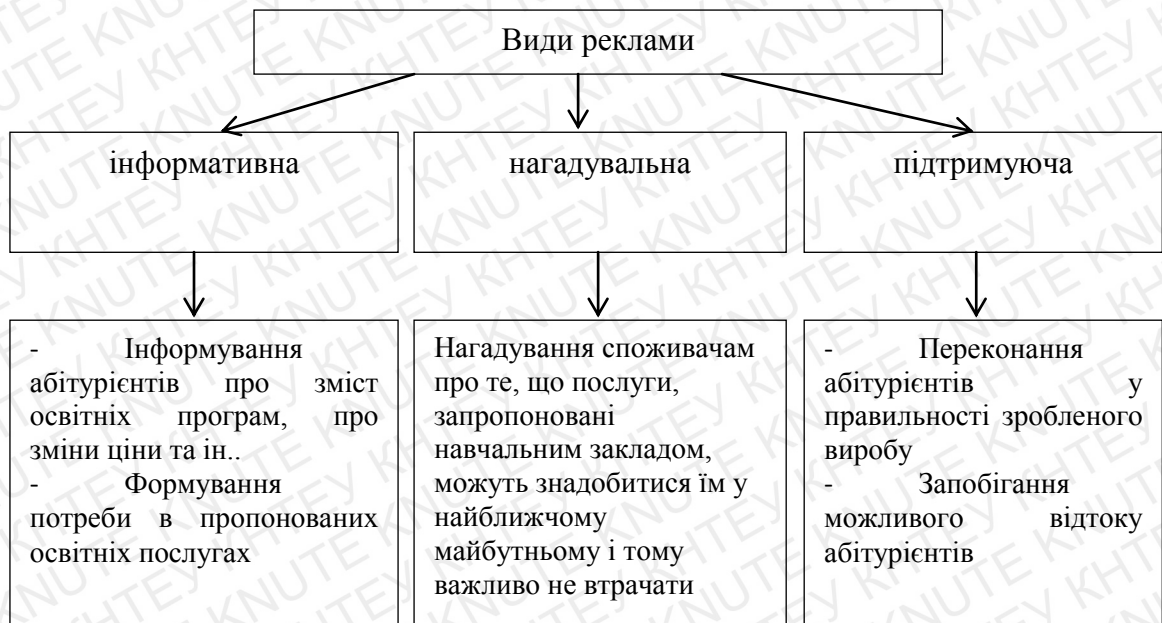 Види реклами
інформативна
нагадувальна
підтримуюча
- Інформування
абітурієнтів про зміст
освітніх програм, про
зміни ціни та ін..
- Формування
потреби в пропонованих
освітніх послугах
Нагадування споживачам
про те, що послуги,
запропоновані
навчальним закладом,
можуть знадобитися їм у
найближчому
майбутньому і тому
важливо не втрачати
- Переконання
абітурієнтів у
правильності зробленого
виробу
- Запобігання
можливого відтоку
абітурієнтів